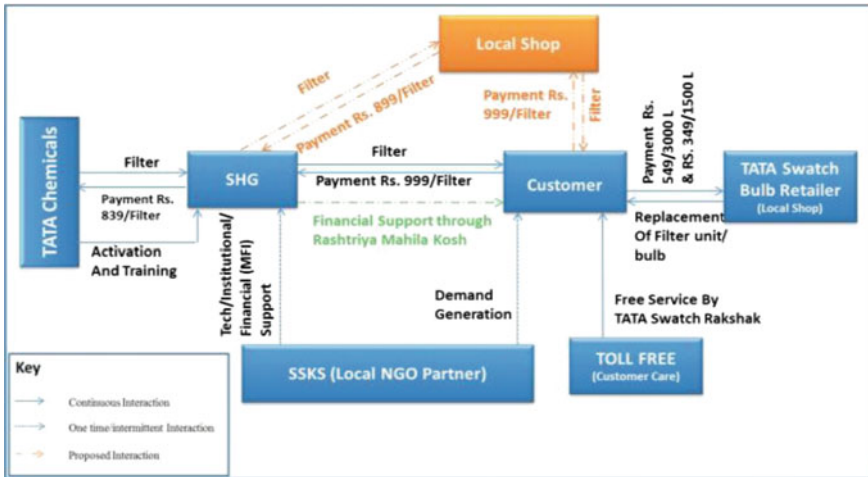 Local Shop
Filter
Payment Rs. 899/Filter
Payment Rs.
999/Filter
Filter
Payment Rs.
549/3000 L
& RS. 349/1500 L
TATA Chemicals
Filter
Payment Rs.
839/Filter
Activation
And Training
SHG
Filter
Payment Rs. 999/Filter
Financial Support through
Rashtriya Mahila Kosh
Customer
TATA Swatch
Bulb Retailer
(Local Shop)
Replacement
Of Filter unit/
bulb
Tech/Institutional/
Financial (MFI)
Support
Demand
Generation
Free Service By
TATA Swatch Rakshak
SSKS (Local NGO Partner)
TOLL FREE
(Customer Care)
Key
Continuous Interaction
One time/intermittent Interaction
Proposed Interaction